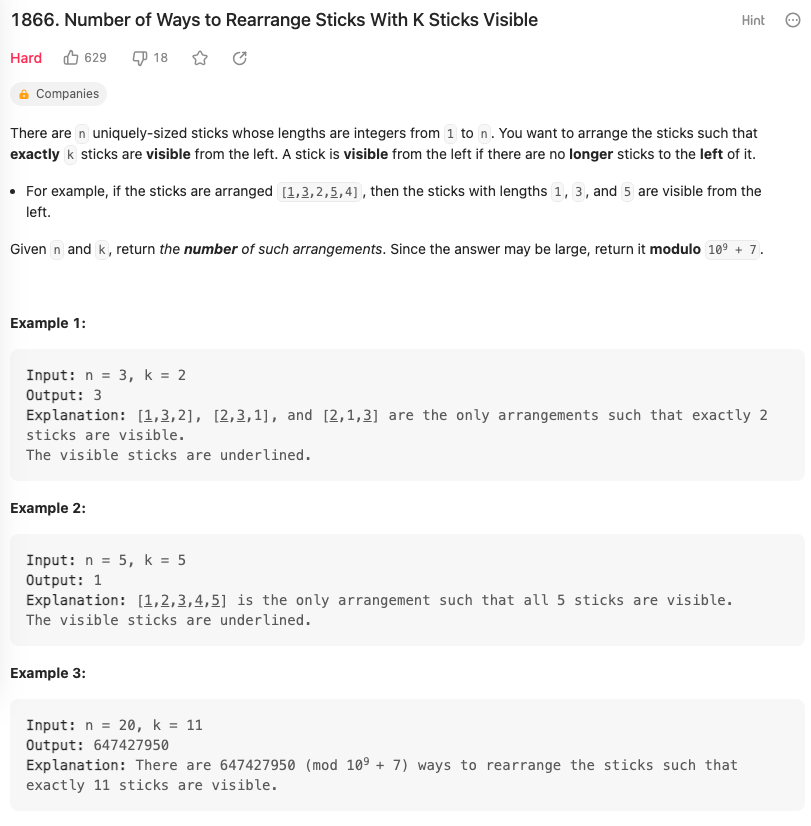 1866. Number of Ways to Rearrange Sticks With K Sticks Visible
Hint
Hard 629 18
Companies
There are n uniquely-sized sticks whose lengths are integers from 1 to n. You want to arrange the sticks such that
exactly k sticks are visible from the left. A stick is visible from the left if there are no longer sticks to the left of it.
• For example, if the sticks are arranged [1,3,2,5,4], then the sticks with lengths 1, 3, and 5 are visible from the
left.
Given n and k, return the number of such arrangements. Since the answer may be large, return it modulo 10⁹ + 7.
Example 1:
Input: n = 3, k = 2
Output: 3
Explanation: [1,3,2], [2,3,1], and [2,1,3] are the only arrangements such that exactly 2
sticks are visible.
The visible sticks are underlined.
Example 2:
Input: n = 5, k = 5
Output: 1
Explanation: [1,2,3,4,5] is the only arrangement such that all 5 sticks are visible.
The visible sticks are underlined.
Example 3:
Input: n = 20, k = 11
Output: 647427950
Explanation: There are 647427950 (mod 10⁹ + 7) ways to rearrange the sticks such that
exactly 11 sticks are visible.